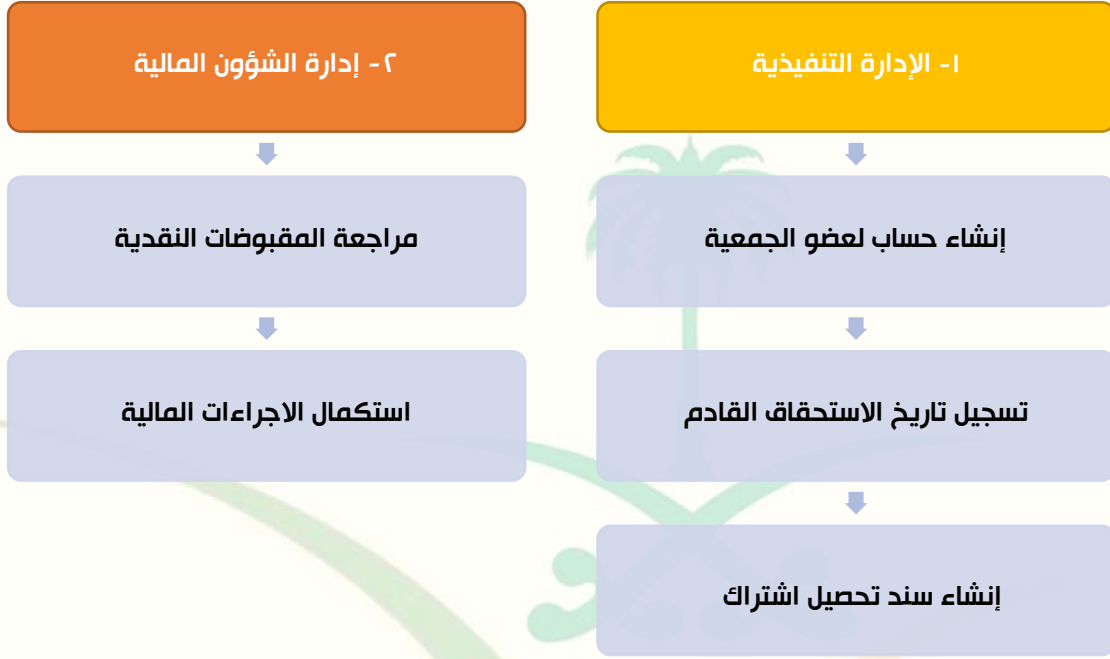 ١- الإدارة التنفيذية
إنشاء حساب لعضو الجمعية
تسجيل تاريخ الاستحقاق القادم
إنشاء سند تحصيل اشتراك
٢- إدارة الشؤون المالية
مراجعة المقبوضات النقدية
استكمال الاجراءات المالية